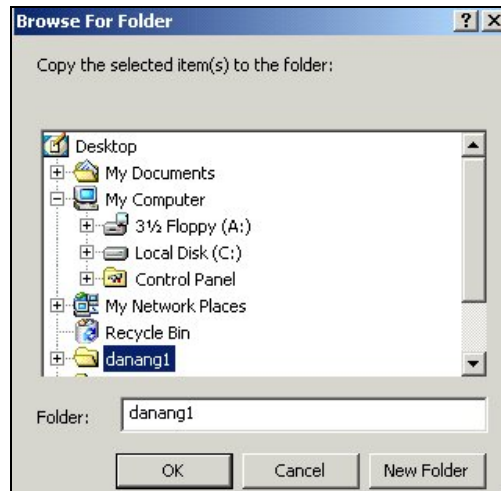 Browse For Folder
Copy the selected item(s) to the folder:
Desktop
My Documents
My Computer
3½ Floppy (A:)
Local Disk (C:)
Control Panel
My Network Places
Recycle Bin
danang1
Folder: danang1
OK Cancel New Folder